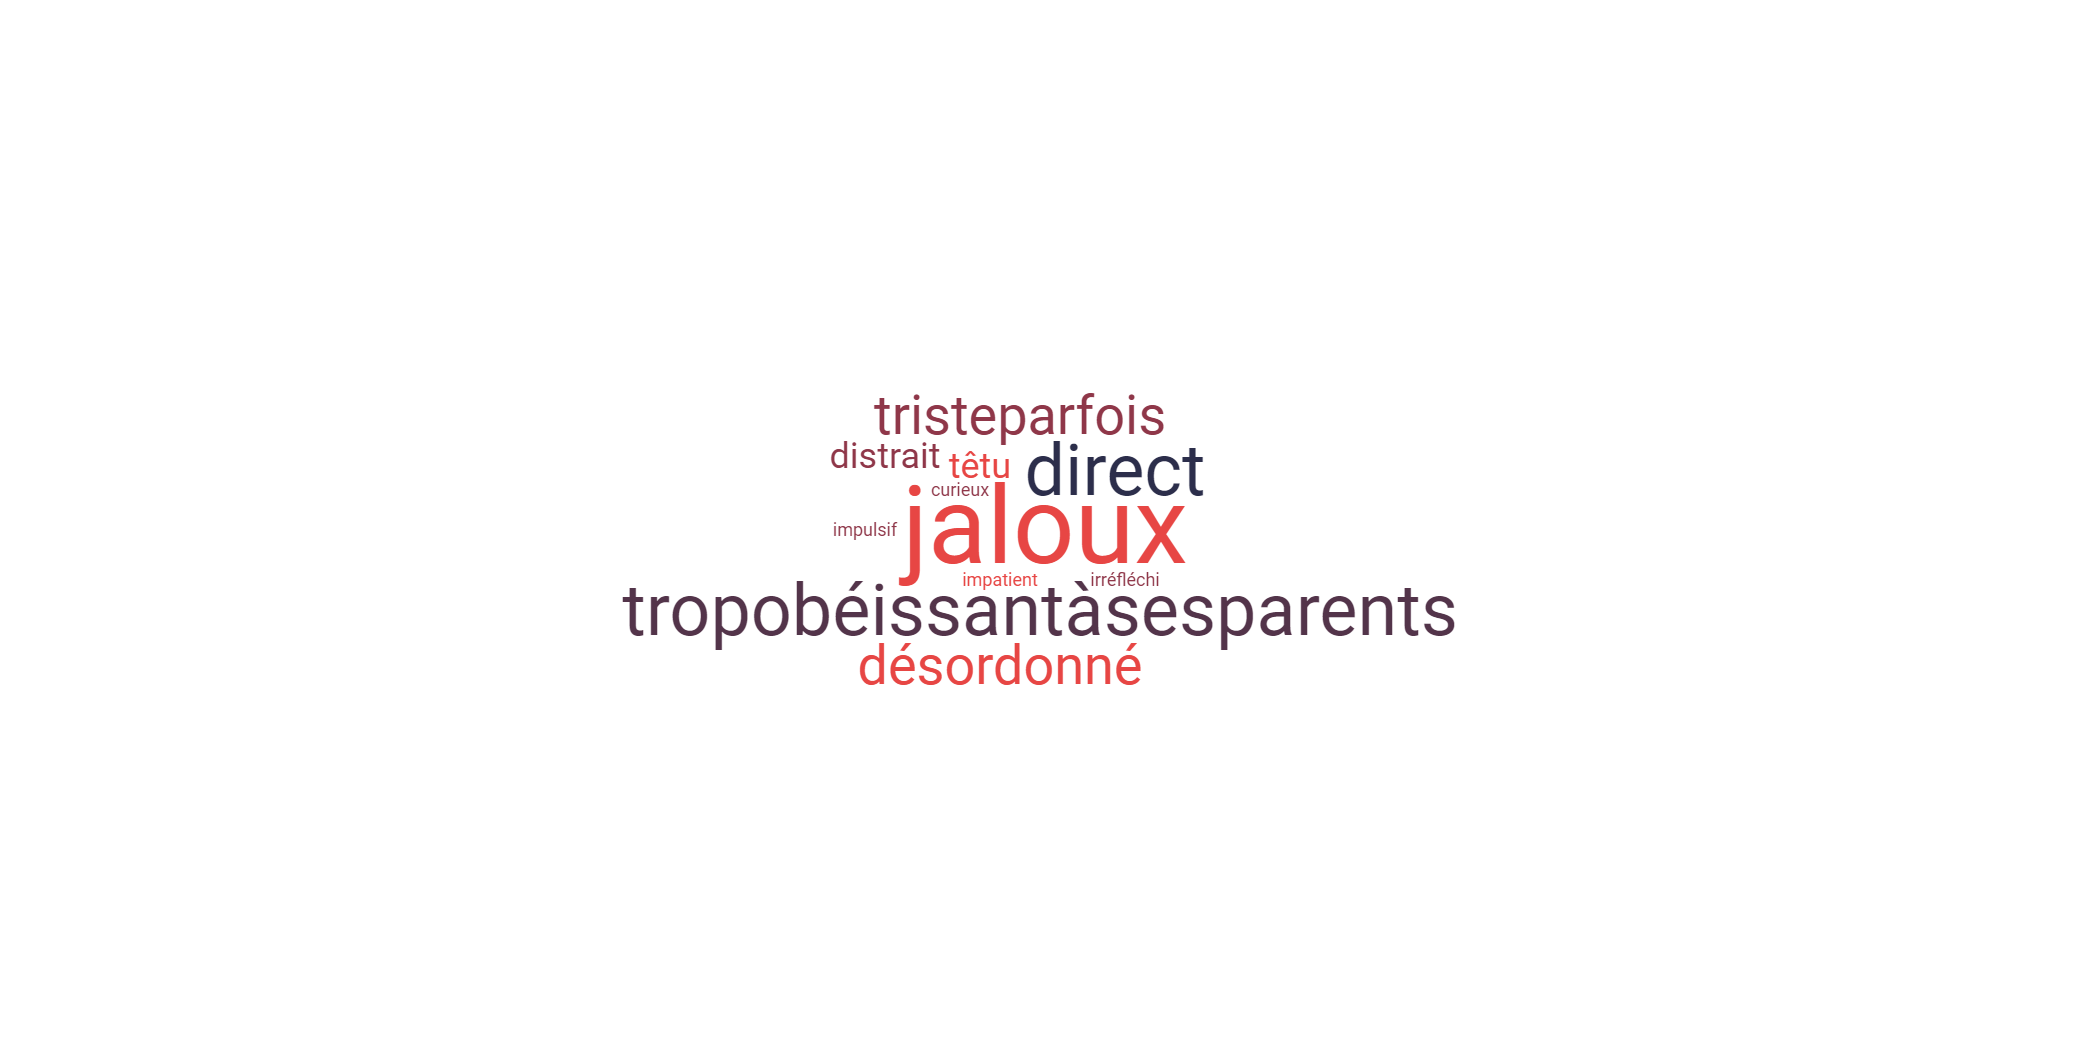 tristeparfois
distrait têtu direct
curieux
jaloux
impulsif
impatient irréfléchi
tropobéissantàsesparents
désordonné